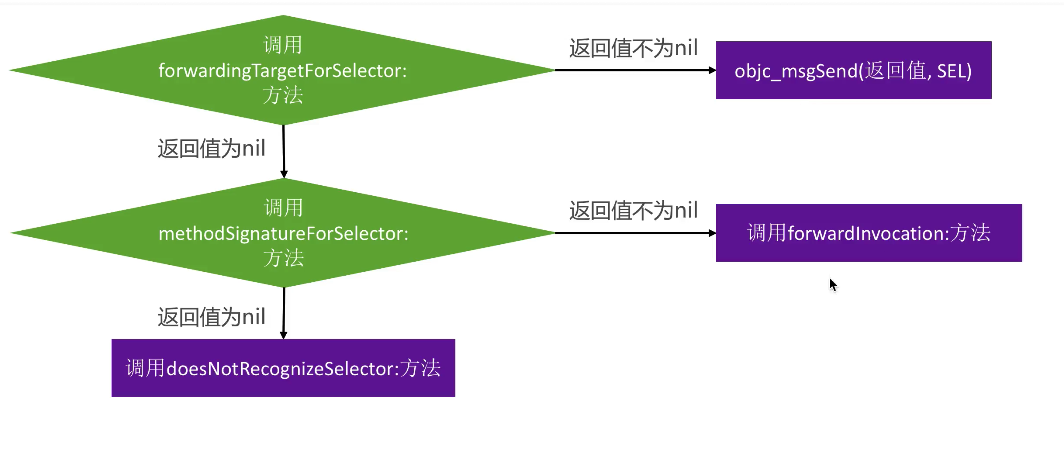 调用
forwardingTargetForSelector:
方法
返回值不为nil
objc_msgSend(返回值, SEL)
返回值为nil
调用
methodSignatureForSelector:
方法
返回值不为nil
调用forwardInvocation:方法
返回值为nil
调用doesNotRecognizeSelector:方法